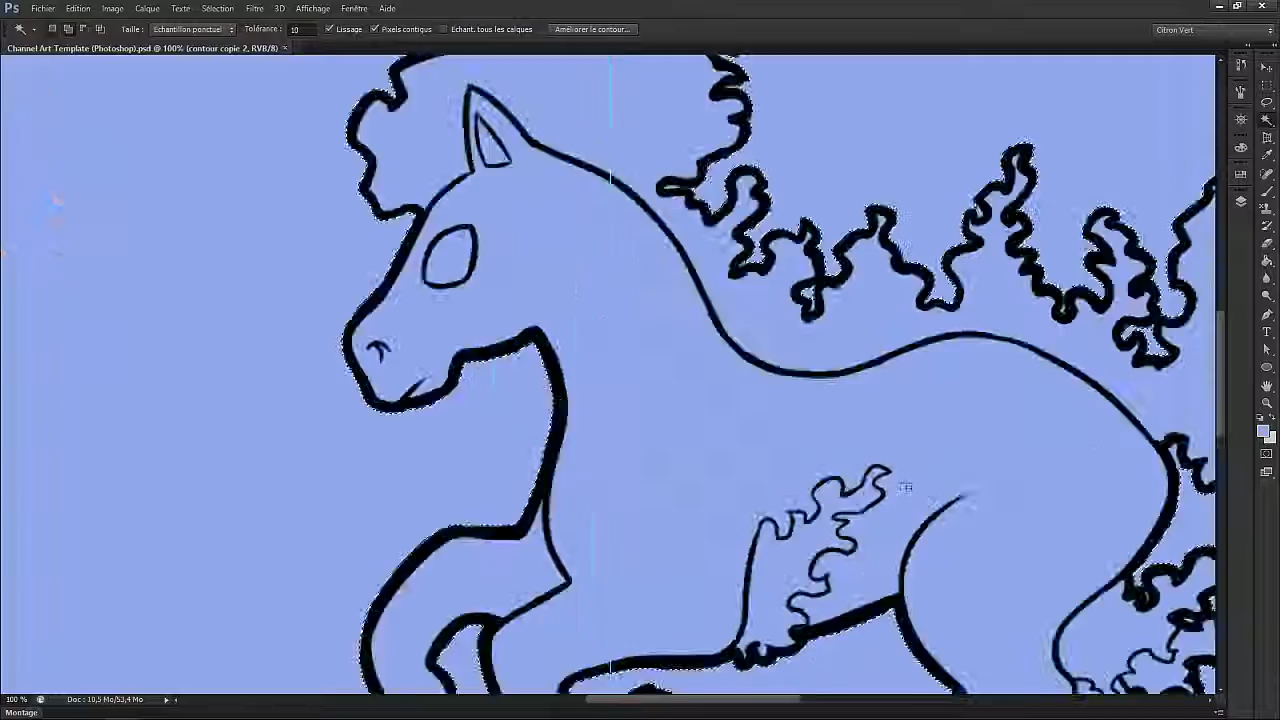 Ps Fichier Edition Image Calque Texte Sélection Filtre 3D Affichage Fenêtre Aide
Taille : Echantillon ponctuel Tolérance : 10 Lissage Pixels contigus Echant. tous les calques Améliorer le contour... Citron Vert
Channel Art Template (Photoshop).psd @ 100% (contour copie 2, RVB/8) ×
100 % Doc : 10,5 Mo/53,4 Mo
Montage